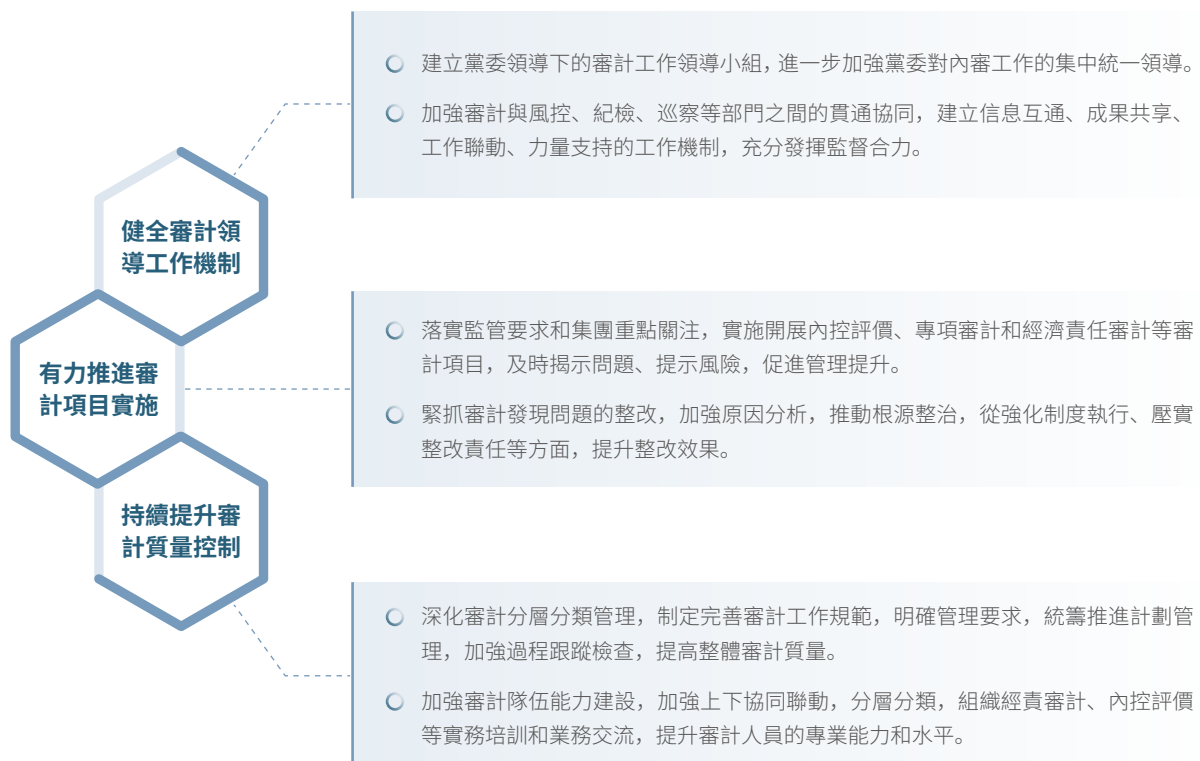 建立黨委領導下的審計工作領導小組，進一步加強黨委對內審工作的集中統一領導。
加強審計與風控、紀檢、巡察等部門之間的貫通協同，建立信息互通、成果共享、
工作聯動、力量支持的工作機制，充分發揮監督合力。
健全審計領
導工作機制
落實監管要求和集團重點關注，實施開展內控評價、專項審計和經濟責任審計等審
計項目，及時揭示問題、提示風險，促進管理提升。
有力推進審
計項目實施
緊抓審計發現問題的整改，加強原因分析，推動根源整治，從強化制度執行、壓實
整改責任等方面，提升整改效果。
持續提升審
計質量控制
深化審計分層分類管理，制定完善審計工作規範，明確管理要求，統籌推進計劃管
理，加強過程跟蹤檢查，提高整體審計質量。
加強審計隊伍能力建設，加強上下協同聯動，分層分類，組織經責審計、內控評價
等實務培訓和業務交流，提升審計人員的專業能力和水平。